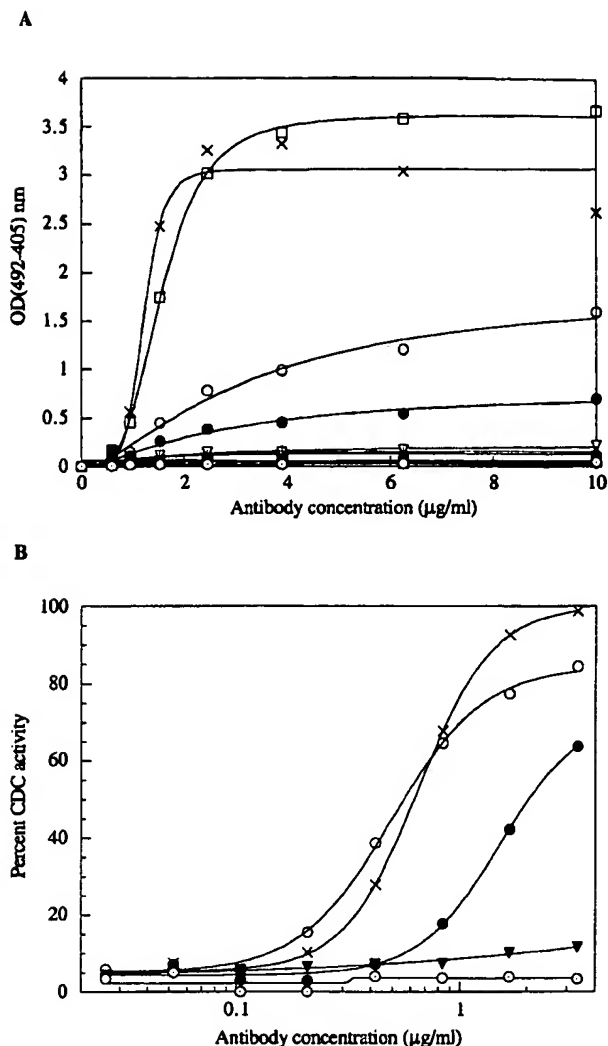 A
4
3.5
3
2.5
2
1.5
1
0.5
0
OD(492-405) nm
0 2 4 6 8 10
Antibody concentration (µg/ml)
B
100
80
60
40
20
0
Percent CDC activity
0.1 1
Antibody concentration (µg/ml)